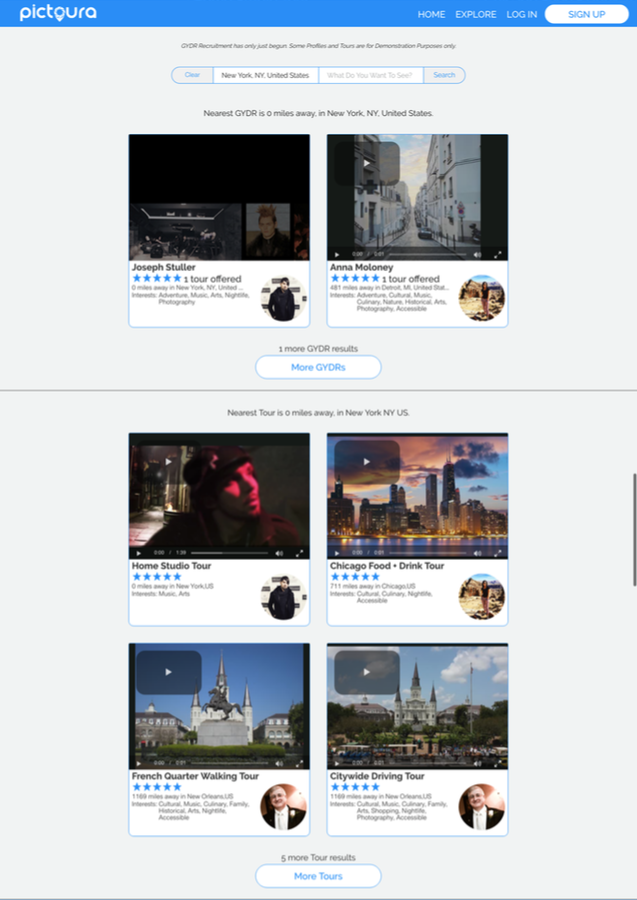 pictoura
HOME EXPLORE LOG IN SIGN UP
GYDR Recruitment has only just begun. Some Profiles and Tours are for Demonstration Purposes only.
Clear New York, NY, United States What Do You Want To See? Search
Nearest GYDR is 0 miles away, in New York, NY, United States.
Joseph Stuller
1 tour offered
0 miles away in New York, NY, United ...
Interests: Adventure, Music, Arts, Nightlife,
Photography
0:00 / 0:01
Anna Moloney
1 tour offered
481 miles away in Detroit, MI, United Stat...
Interests: Adventure, Cultural, Music,
Culinary, Nature, Historical, Arts,
Photography, Accessible
1 more GYDR results
More GYDRs
Nearest Tour is 0 miles away, in New York NY US.
0:00 / 1:39
Home Studio Tour
0 miles away in New York,US
Interests: Music, Arts
0:00 / 0:01
Chicago Food + Drink Tour
711 miles away in Chicago,US
Interests: Cultural, Culinary, Nightlife,
Accessible
0:00 / 0:01
French Quarter Walking Tour
1169 miles away in New Orleans,US
Interests: Cultural, Music, Culinary, Family,
Historical, Arts, Nightlife,
Accessible
0:00 / 0:01
Citywide Driving Tour
1169 miles away in New Orleans,US
Interests: Cultural, Music, Culinary, Family,
Arts, Shopping, Nightlife,
Photography, Accessible
5 more Tour results
More Tours